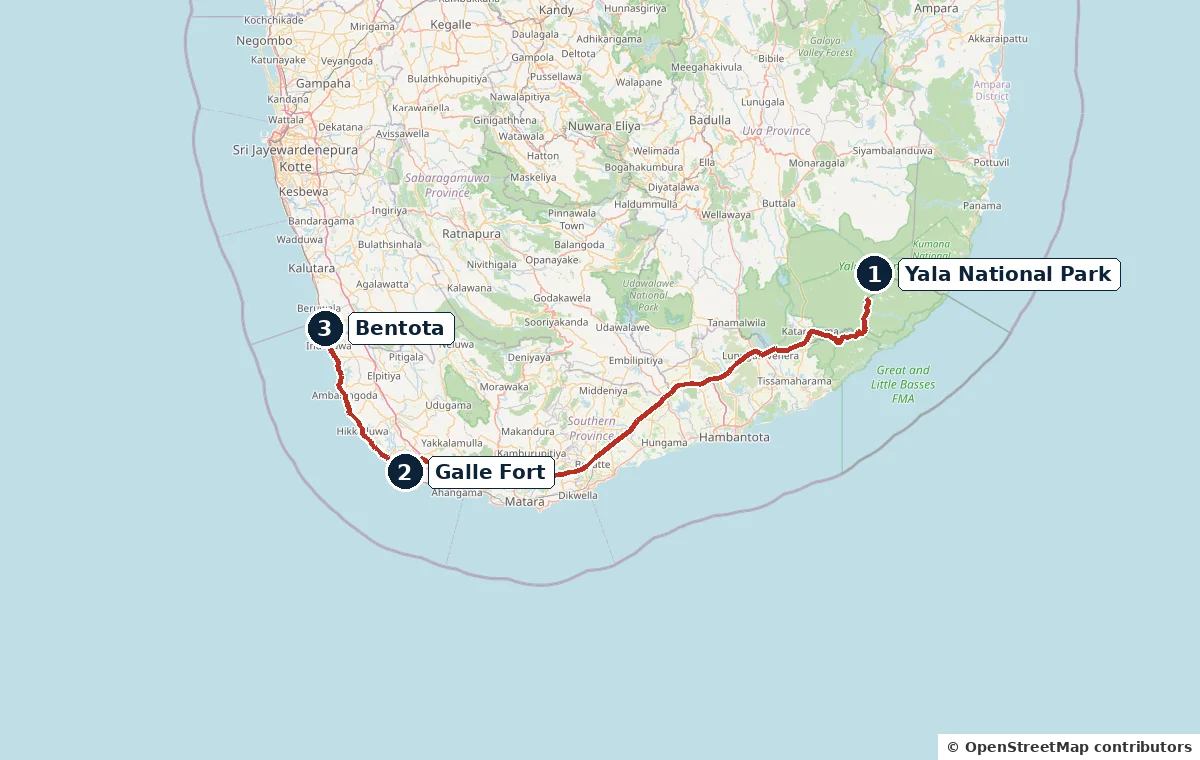 Kandy
Hunnasgiriya
Ampara
Kochchikade
Mirigama
Kegalle
Daulagala
Adhikarigama
Galoya
Valley Forest
Akkaraipattu
Negombo
Veyangoda
Deltota
Katunayake
Gampola
Bibile
Meegahakivula
Gampaha
Bulathkohupitiya
Pussellawa
Walapane
Ampara
District
Kandana
Karawanella
Nawalapitiya
Lunugala
Wattala
Ginigathhena
Nuwara Eliya
Badulla
Uva Province
Dekatana
Avissawella
Watawala
Sri Jayewardenepura
Kotte
Hatton
Welimada
Ella
Siyambalanduwa
Bogahakumbura
Monaragala
Pottuvil
Sabaragamuwa
Province
Maskeliya
Diyatalawa
Kesbewa
Ingiriya
Pinnawala
Town
Haldummulla
Wellawaya
Buttala
Panama
Bandaragama
Ratnapura
Wadduwa
Bulathsinhala
Balangoda
Kumana
National
Opanayake
Kalutara
Nivithigala
Yal
1
Yala National Park
Agalawatta
Kalawana
Udawalawe
National
Park
Godakawela
Beruwala
3
Bentota
Sooriyakanda
Udawalawe
Tanamalwila
Neluwa
Pitigala
Deniyaya
Embilipitiya
Great and
Little Basses
FMA
Elpitiya
Morawaka
Middeniya
Tissamaharama
Udugama
Southern
Province
Makandura
Hambantota
Yakkalamulla
Hungama
Kamburupitiya
2
Galle Fort
Ahangama
Matara
Dikwella
© OpenStreetMap contributors